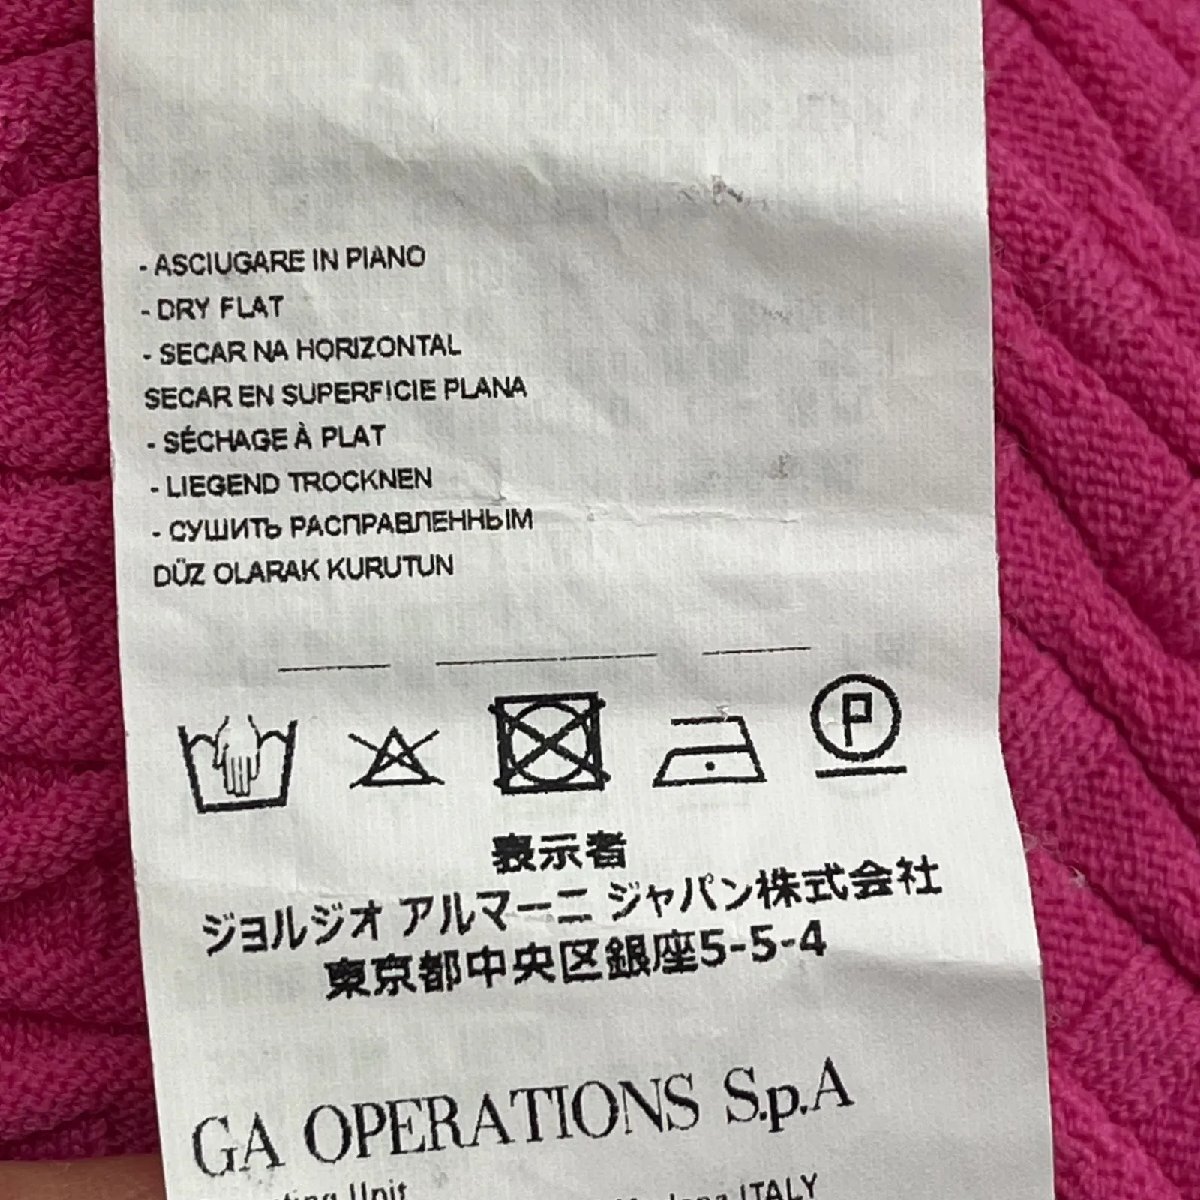 - ASCIUGARE IN PIANO
- DRY FLAT
- SECAR NA HORIZONTAL
SECAR EN SUPERFICIE PLANA
- SÉCHAGE À PLAT
- LIEGEND TROCKNEN
- СУШИТЬ РАСПРАВЛЕННЫМ
DÜZ OLARAK KURUTUN
P
表示者
ジョルジオ アルマーニ ジャパン株式会社
東京都中央区銀座5-5-4
GA OPERATIONS S.p.A
Unit ITALY